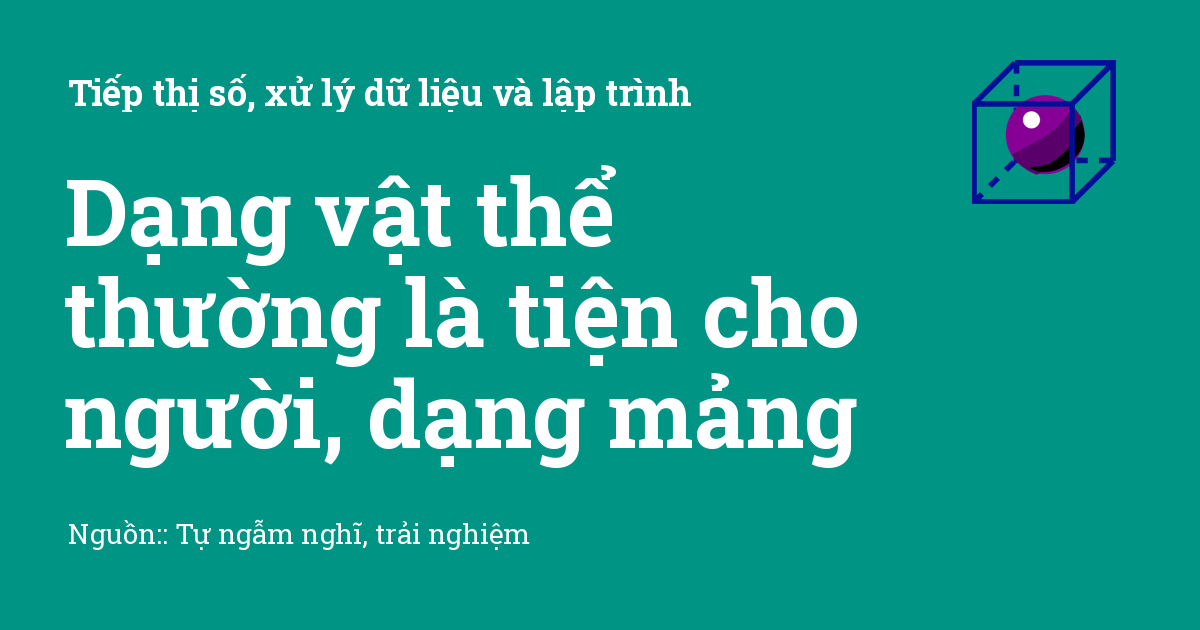 Tiếp thị số, xử lý dữ liệu và lập trình
Dạng vật thể
thường là tiện cho
người, dạng mảng
Nguồn:: Tự ngẫm nghĩ, trải nghiệm